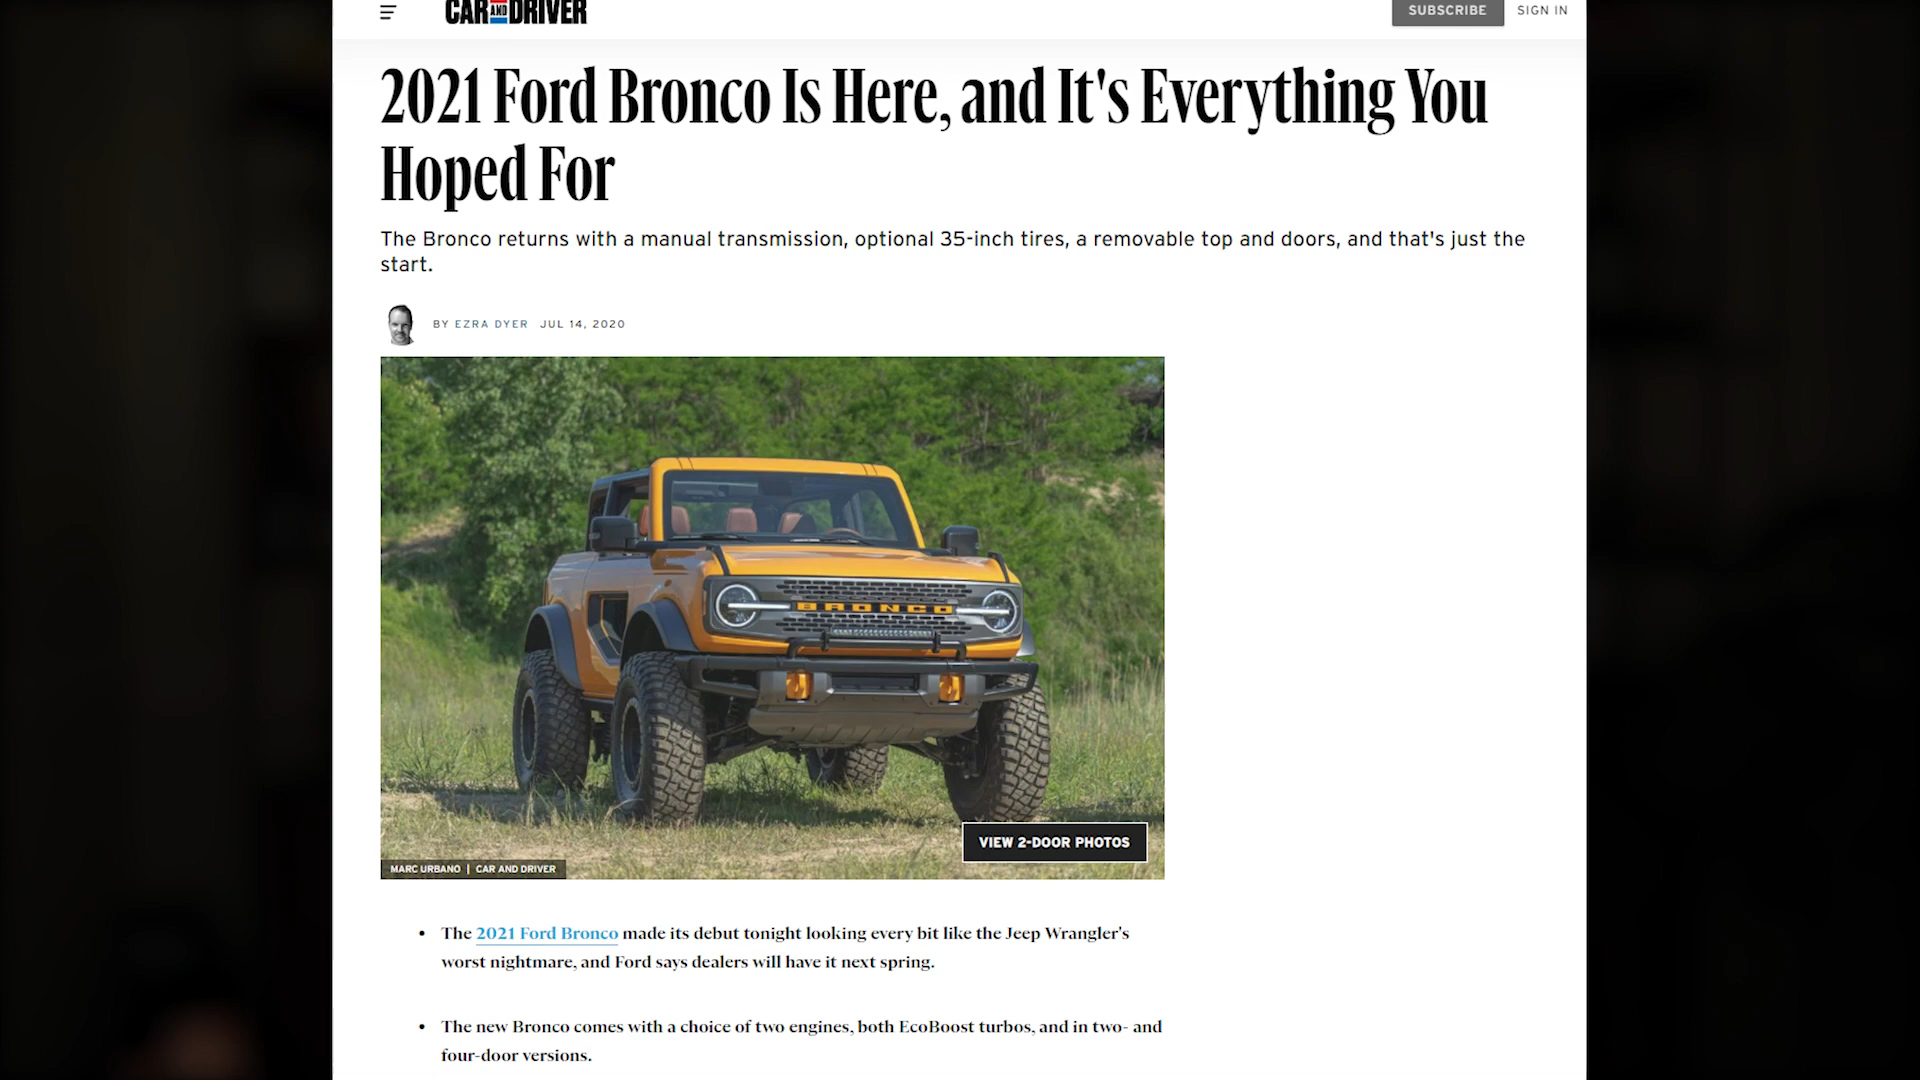 CAR AND DRIVER
SUBSCRIBE
SIGN IN
2021 Ford Bronco Is Here, and It's Everything You
Hoped For
The Bronco returns with a manual transmission, optional 35-inch tires, a removable top and doors, and that's just the
start.
BY EZRA DYER JUL 14, 2020
BRONCO
VIEW 2-DOOR PHOTOS
MARC URBANO | CAR AND DRIVER
• The 2021 Ford Bronco made its debut tonight looking every bit like the Jeep Wrangler's
worst nightmare, and Ford says dealers will have it next spring.
• The new Bronco comes with a choice of two engines, both EcoBoost turbos, and in two- and
four-door versions.